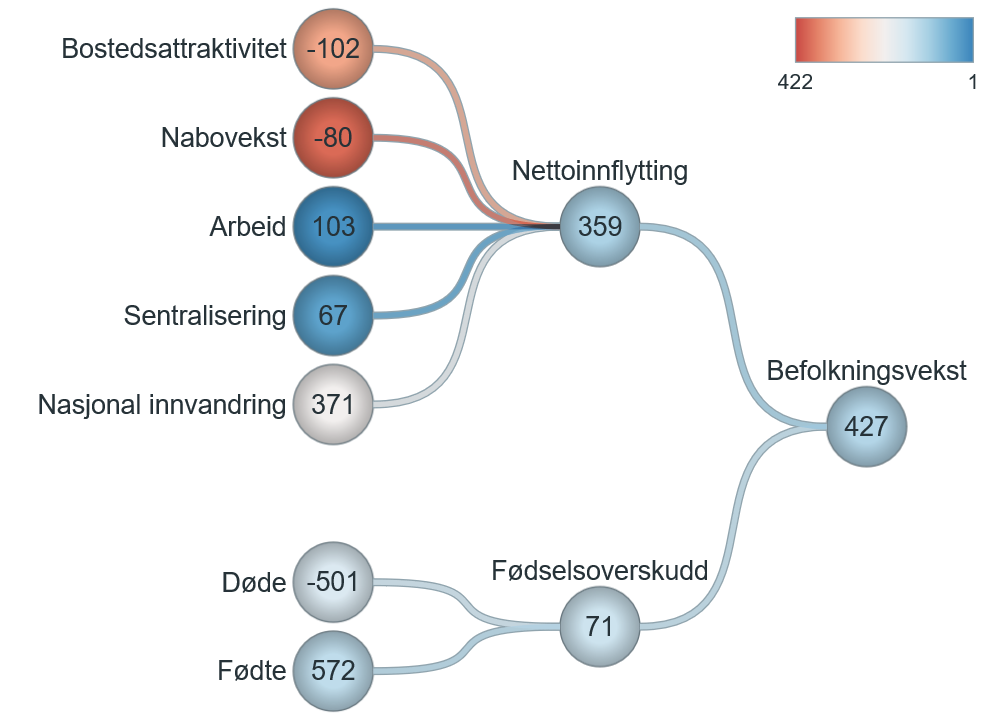 Bostedsattraktivitet -102
422 1
Nabovekst -80
Nettoinnflytting
Arbeid 103 359
Sentralisering 67
Befolkningsvekst
Nasjonal innvandring 371
427
Fødselsoverskudd
Døde -501
71
Fødte 572